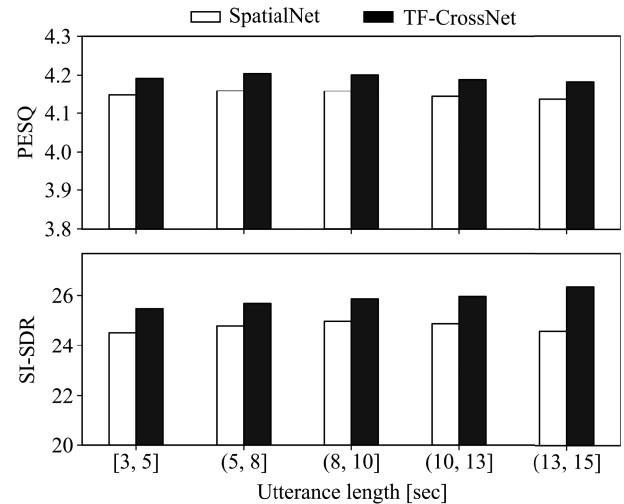 SpatialNet TF-CrossNet
4.3
4.2
4.1
4.0
3.9
3.8
PESQ
26
24
22
20
SI-SDR
[3, 5] (5, 8] (8, 10] (10, 13] (13, 15]
Utterance length [sec]